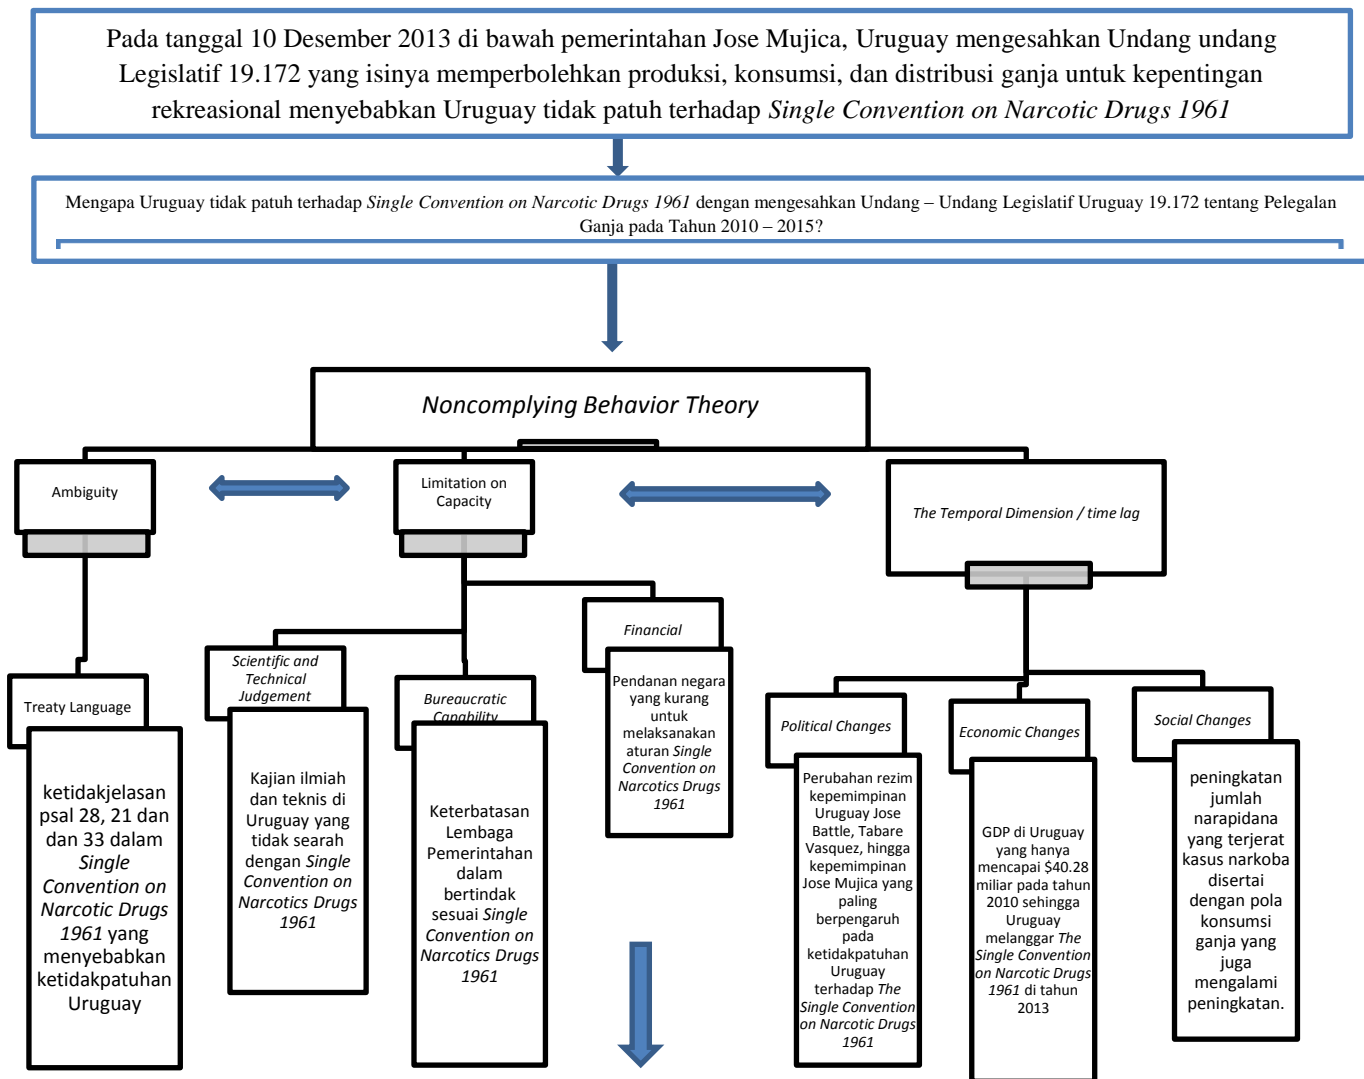 Pada tanggal 10 Desember 2013 di bawah pemerintahan Jose Mujica, Uruguay mengesahkan Undang undang
Legislatif 19.172 yang isinya memperbolehkan produksi, konsumsi, dan distribusi ganja untuk kepentingan
rekreasional menyebabkan Uruguay tidak patuh terhadap Single Convention on Narcotic Drugs 1961
Mengapa Uruguay tidak patuh terhadap Single Convention on Narcotic Drugs 1961 dengan mengesahkan Undang – Undang Legislatif Uruguay 19.172 tentang Pelegalan
Ganja pada Tahun 2010 – 2015?
Noncomplying Behavior Theory
Ambiguity
Limitation on
Capacity
The Temporal Dimension / time lag
Treaty Language
ketidakjelasan
psal 28, 21 dan
dan 33 dalam
Single
Convention on
Narcotic Drugs
1961 yang
menyebabkan
ketidakpatuhan
Uruguay
Scientific and
Technical
Judgement
Kajian ilmiah
dan teknis di
Uruguay yang
tidak searah
dengan Single
Convention on
Narcotics Drugs
1961
Bureaucratic
Capability
Keterbatasan
Lembaga
Pemerintahan
dalam
bertindak
sesuai Single
Convention on
Narcotics Drugs
1961
Financial
Pendanan negara
yang kurang
untuk
melaksanakan
aturan Single
Convention on
Narcotics Drugs
1961
Political Changes
Perubahan rezim
kepemimpinan
Uruguay Jose
Battle, Tabare
Vasquez, hingga
kepemimpinan
Jose Mujica yang
paling
berpengaruh
pada
ketidakpatuhan
Uruguay
terhadap The
Single Convention
on Narcotic Drugs
1961
Economic Changes
GDP di Uruguay
yang hanya
mencapai $40.28
miliar pada tahun
2010 sehingga
Uruguay
melanggar The
Single Convention
on Narcotic Drugs
1961 di tahun
2013
Social Changes
peningkatan
jumlah
narapidana
yang terjerat
kasus narkoba
disertai
dengan pola
konsumsi
ganja yang
juga
mengalami
peningkatan.